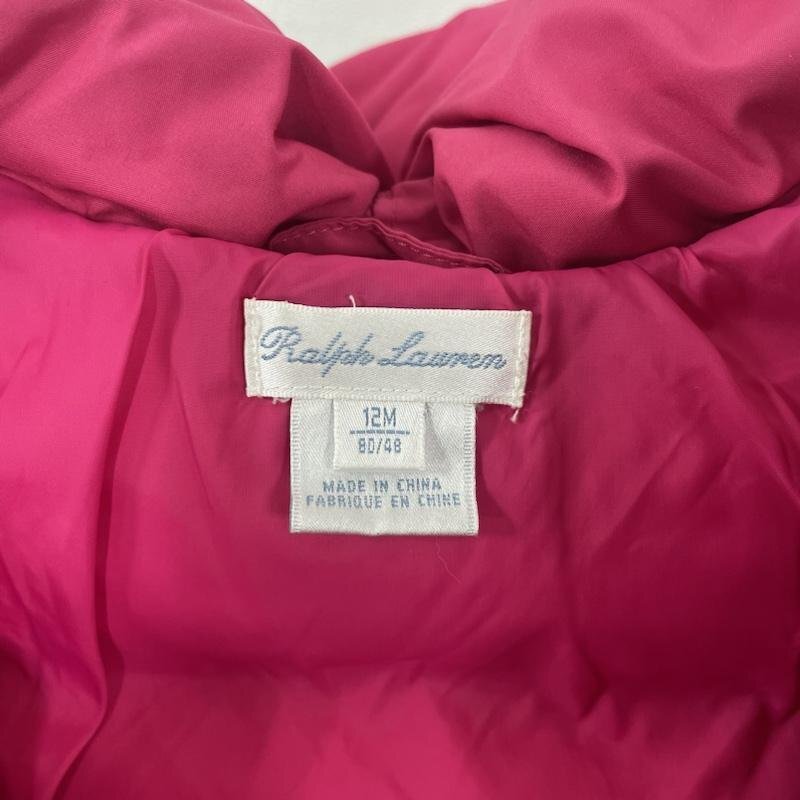 Ralph Lauren
12M
80/48
MADE IN CHINA
FABRIQUE EN CHINE